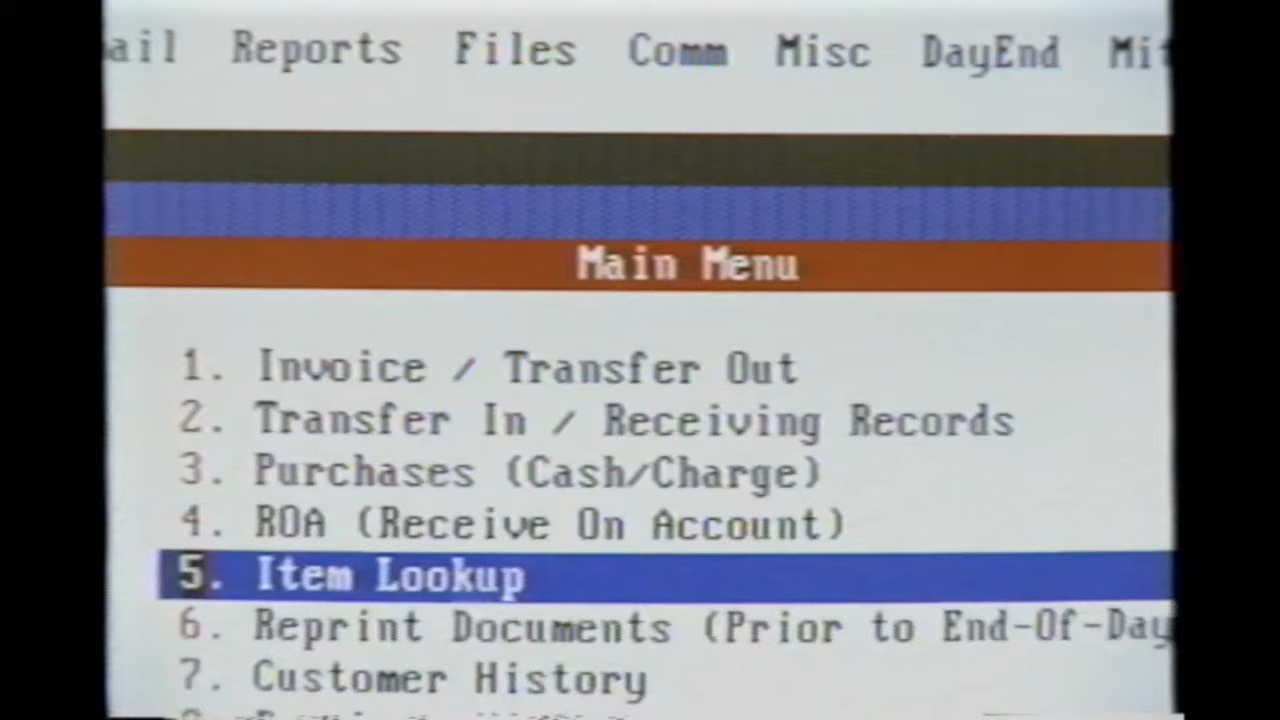 ail Reports Files Comm Misc DayEnd Mit
Main Menu
1. Invoice / Transfer Out
2. Transfer In / Receiving Records
3. Purchases (Cash/Charge)
4. ROA (Receive On Account)
5. Item Lookup
6. Reprint Documents (Prior to End-Of-Day
7. Customer History